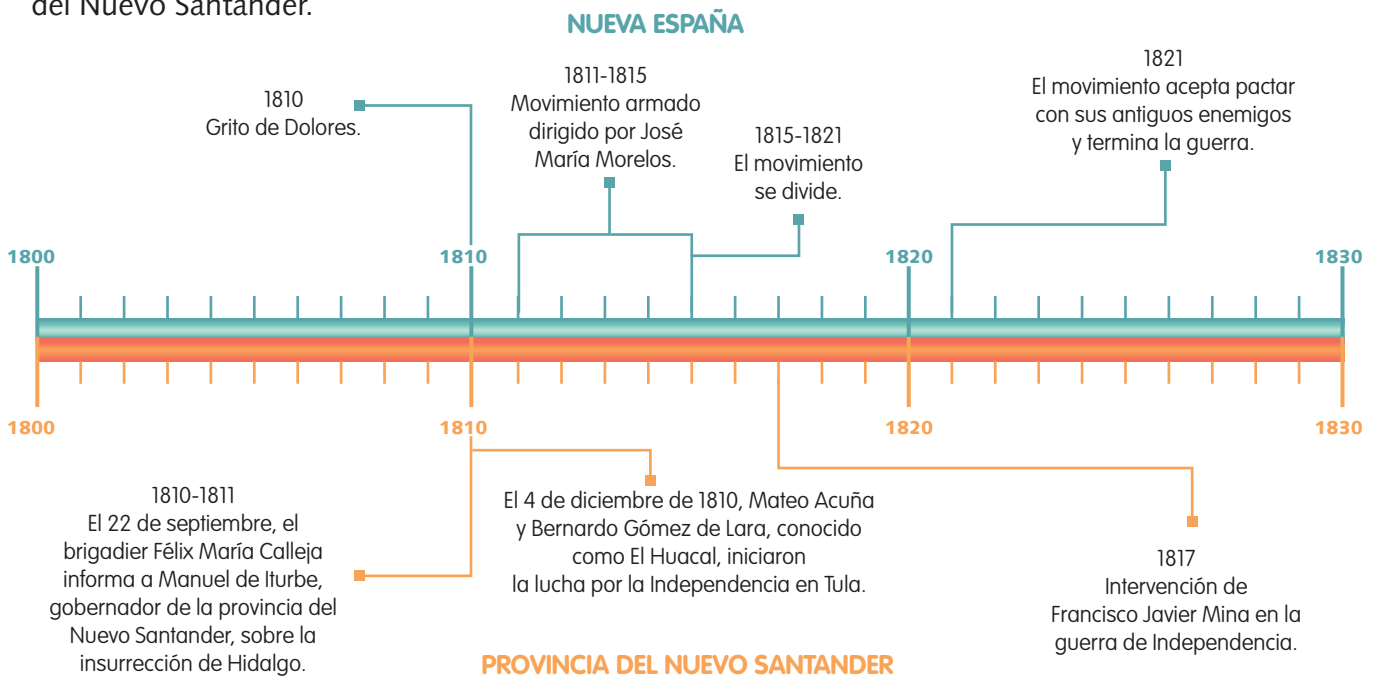 del Nuevo Santander.
NUEVA ESPAÑA
1810
Grito de Dolores.
1811-1815
Movimiento armado
dirigido por José
María Morelos.
1815-1821
El movimiento
se divide.
1821
El movimiento acepta pactar
con sus antiguos enemigos
y termina la guerra.
1800
1810
1820
1830
1800
1810
1820
1830
1810-1811
El 22 de septiembre, el
brigadier Félix María Calleja
informa a Manuel de Iturbe,
gobernador de la provincia del
Nuevo Santander, sobre la
insurrección de Hidalgo.
El 4 de diciembre de 1810, Mateo Acuña
y Bernardo Gómez de Lara, conocido
como El Huacal, iniciaron
la lucha por la Independencia en Tula.
1817
Intervención de
Francisco Javier Mina en la
guerra de Independencia.
PROVINCIA DEL NUEVO SANTANDER